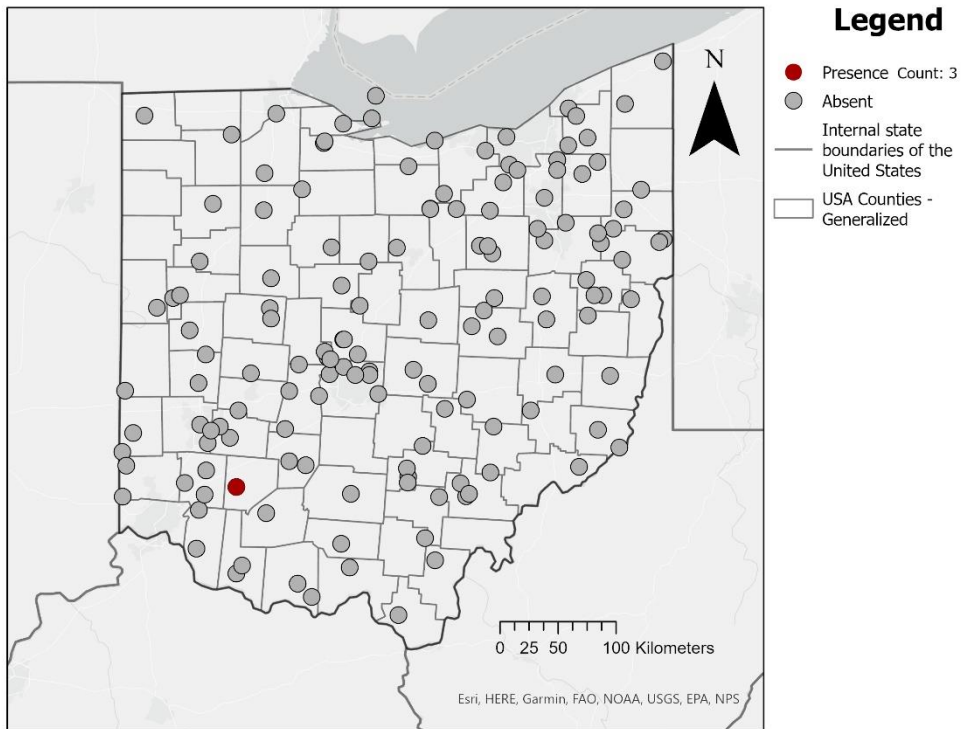 Legend
N
Presence Count: 3
Absent
Internal state
boundaries of the
United States
USA Counties -
Generalized
0 25 50 100 Kilometers
Esri, HERE, Garmin, FAO, NOAA, USGS, EPA, NPS